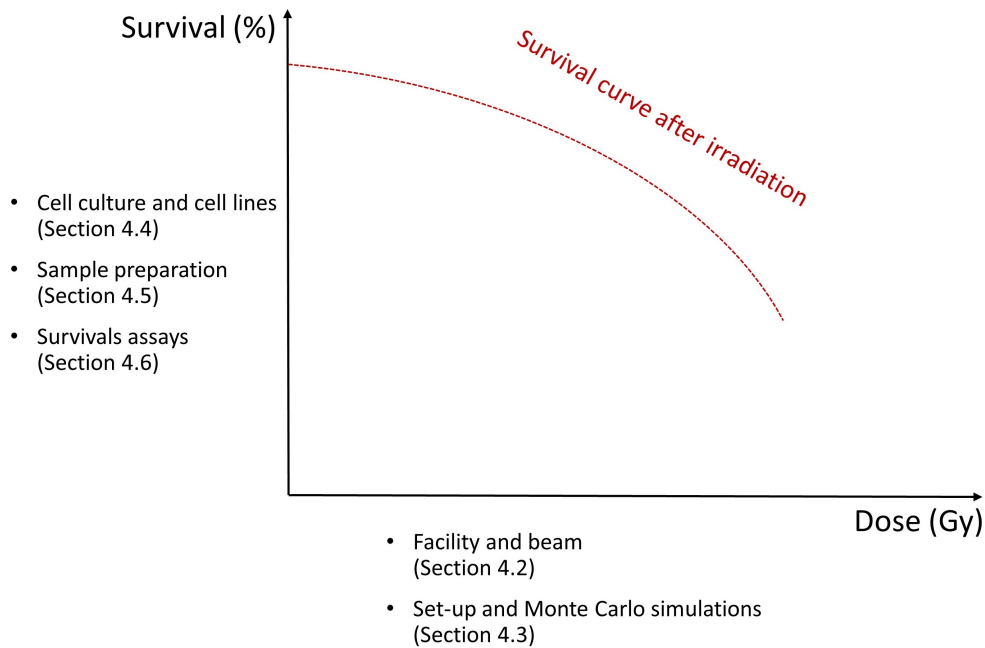 Survival (%)
Survival curve after irradiation
• Cell culture and cell lines
(Section 4.4)
• Sample preparation
(Section 4.5)
• Survivals assays
(Section 4.6)
Dose (Gy)
• Facility and beam
(Section 4.2)
• Set-up and Monte Carlo simulations
(Section 4.3)